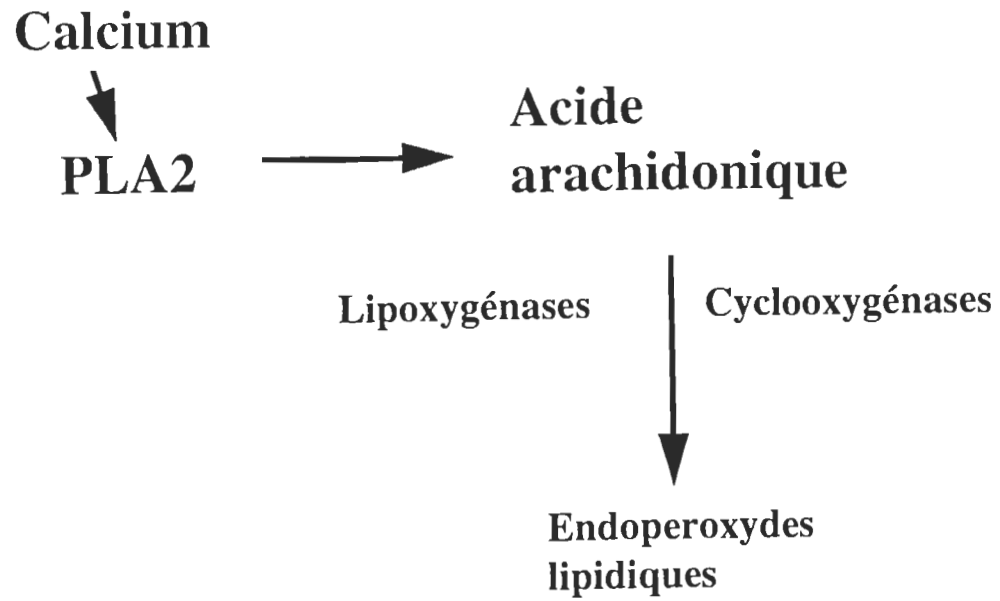 Calcium
PLA2
Acide
arachidonique
Lipoxygénases
Cyclooxygénases
Endoperoxydes
lipidiques